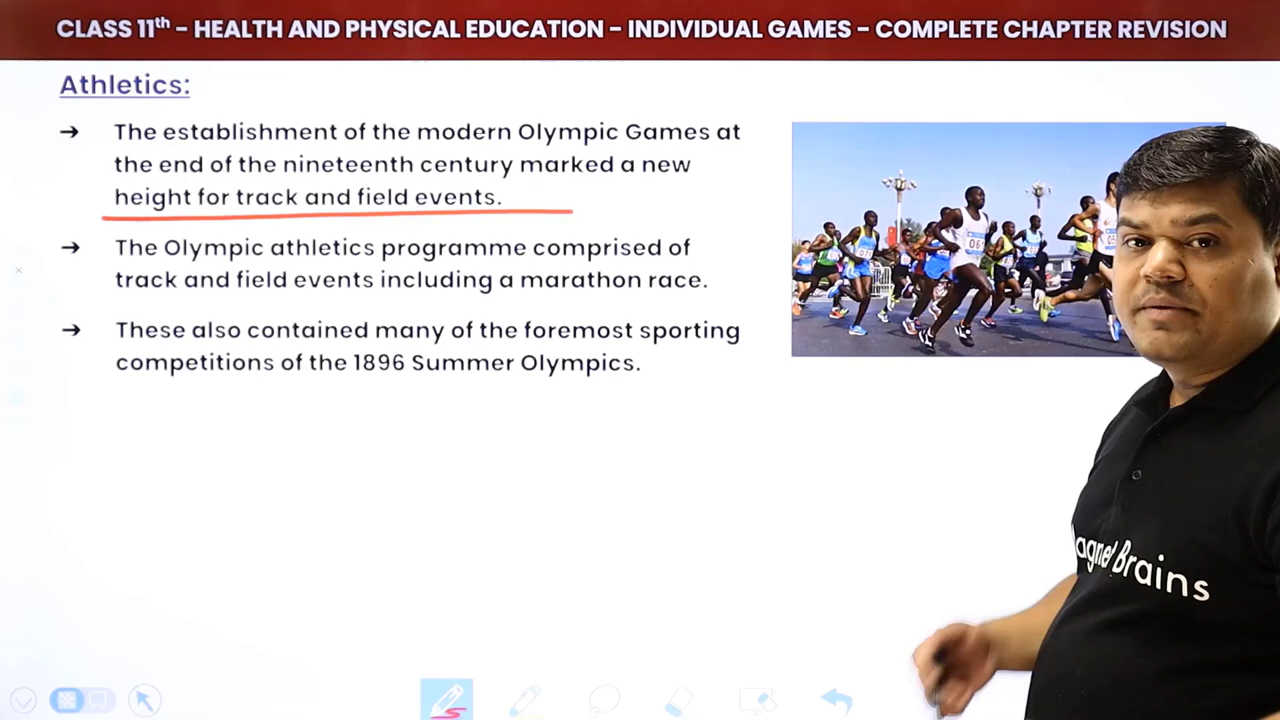 CLASS 11th - HEALTH AND PHYSICAL EDUCATION - INDIVIDUAL GAMES - COMPLETE CHAPTER REVISION
Athletics:
➔ The establishment of the modern Olympic Games at
the end of the nineteenth century marked a new
height for track and field events.
➔ The Olympic athletics programme comprised of
track and field events including a marathon race.
➔ These also contained many of the foremost sporting
competitions of the 1896 Summer Olympics.
Brains